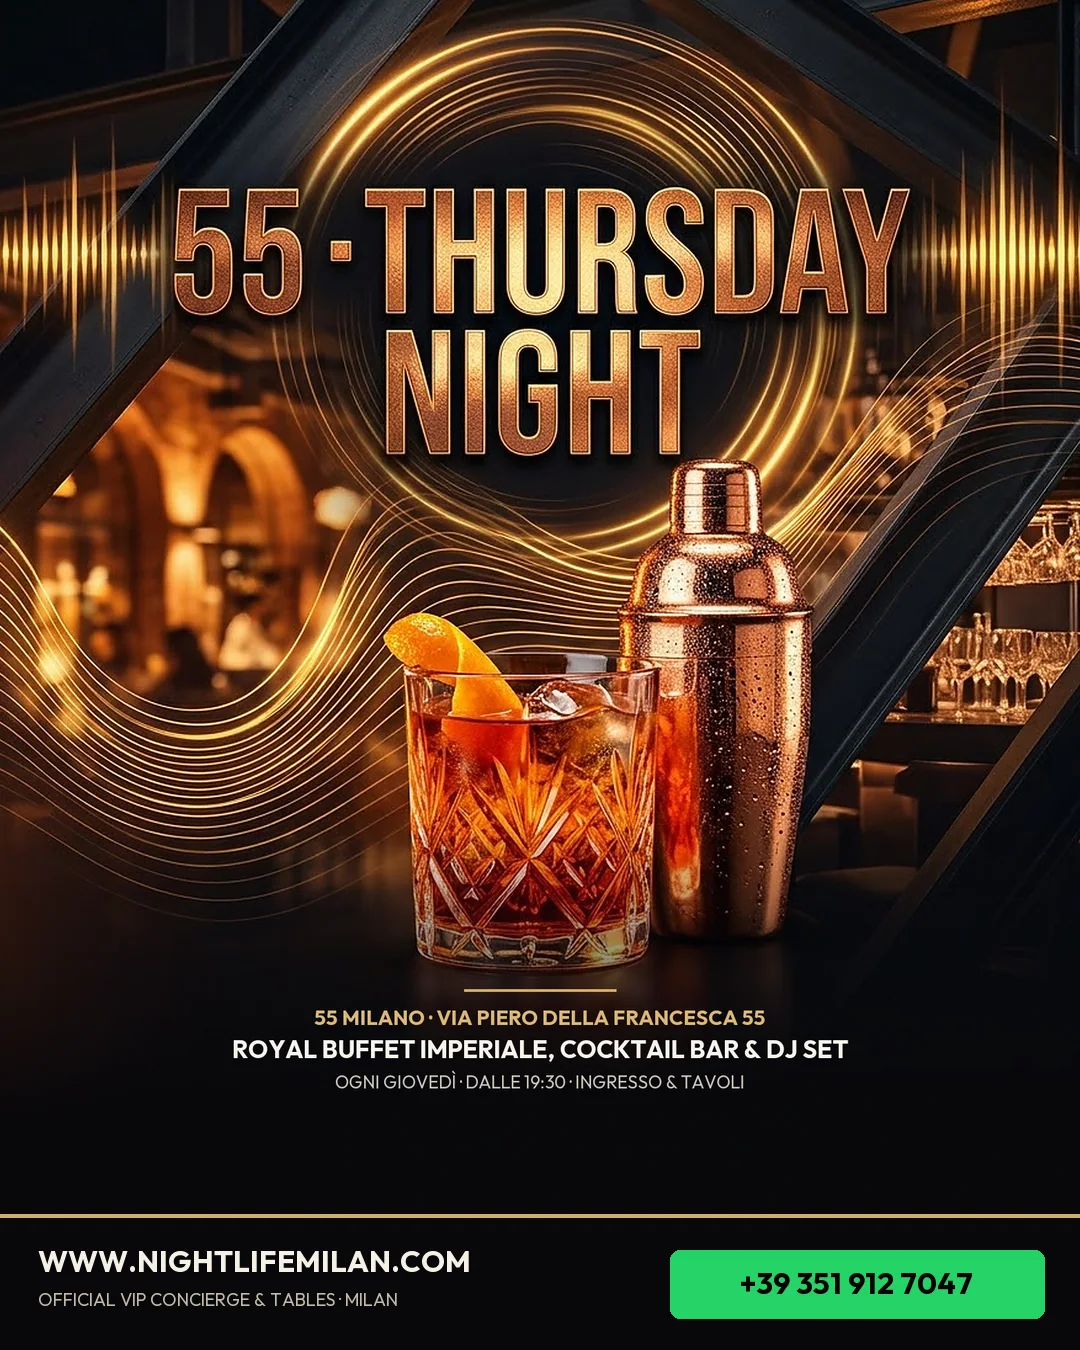 55 · THURSDAY
NIGHT
55 MILANO · VIA PIERO DELLA FRANCESCA 55
ROYAL BUFFET IMPERIALE, COCKTAIL BAR & DJ SET
OGNI GIOVEDÌ · DALLE 19:30 · INGRESSO & TAVOLI
WWW.NIGHTLIFEMILAN.COM
+39 351 912 7047
OFFICIAL VIP CONCIERGE & TABLES · MILAN